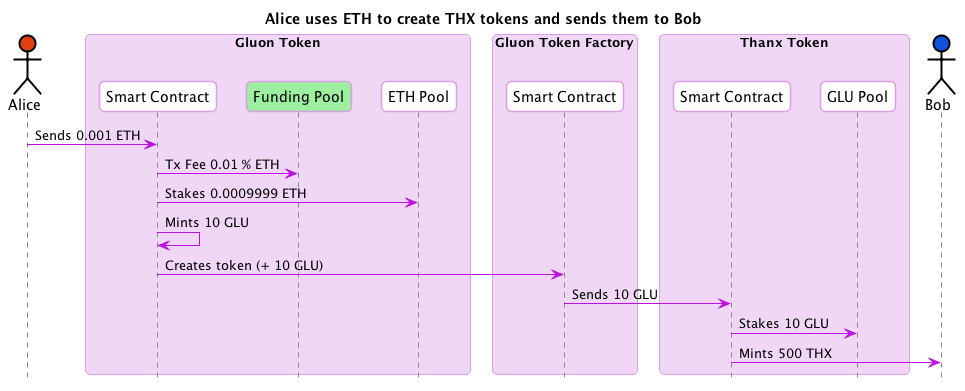 Alice uses ETH to create THX tokens and sends them to Bob
Gluon Token
Gluon Token Factory
Thanx Token
Alice
Smart Contract
Funding Pool
ETH Pool
Smart Contract
Smart Contract
GLU Pool
Bob
Sends 0.001 ETH
Tx Fee 0.01 % ETH
Stakes 0.0009999 ETH
Mints 10 GLU
Creates token (+ 10 GLU)
Sends 10 GLU
Stakes 10 GLU
Mints 500 THX